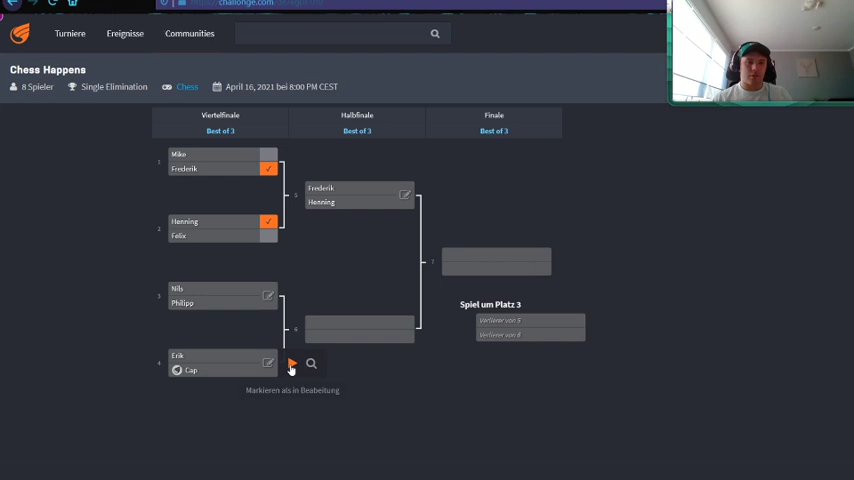 challonge.com
Turniere
Ereignisse
Communities
Chess Happens
8 Spieler
Single Elimination
Chess
April 16, 2021 bei 8:00 PM CEST
Viertelfinale
Halbfinale
Finale
Best of 3
Best of 3
Best of 3
1
Mike
Frederik
5
Frederik
Henning
2
Henning
Felix
7
3
Nils
Philipp
Spiel um Platz 3
6
Verlierer von 5
Verlierer von 6
4
Erik
Cap
Markieren als in Beabeitung